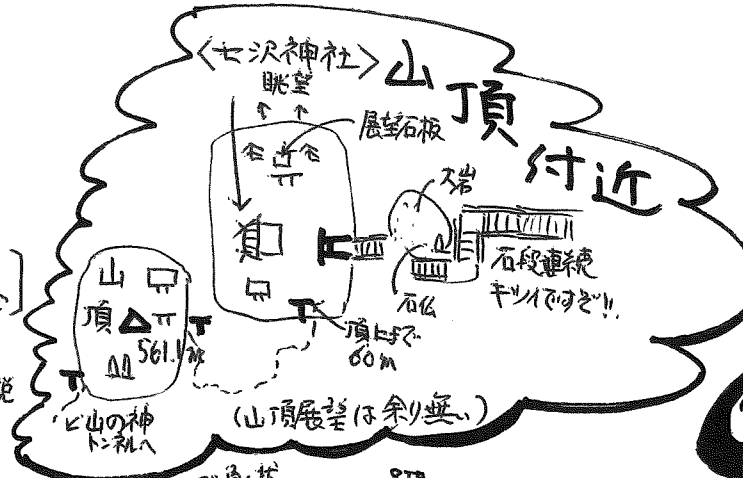 山頂付近
〈七沢神社〉
眺望
展望石板
大岩
石仏
石段連続
キツイですぞ!!
頂上まで
60m
山
頂
561.1m
ビ山の神
トンネルへ
(山頂展望は余り無い)